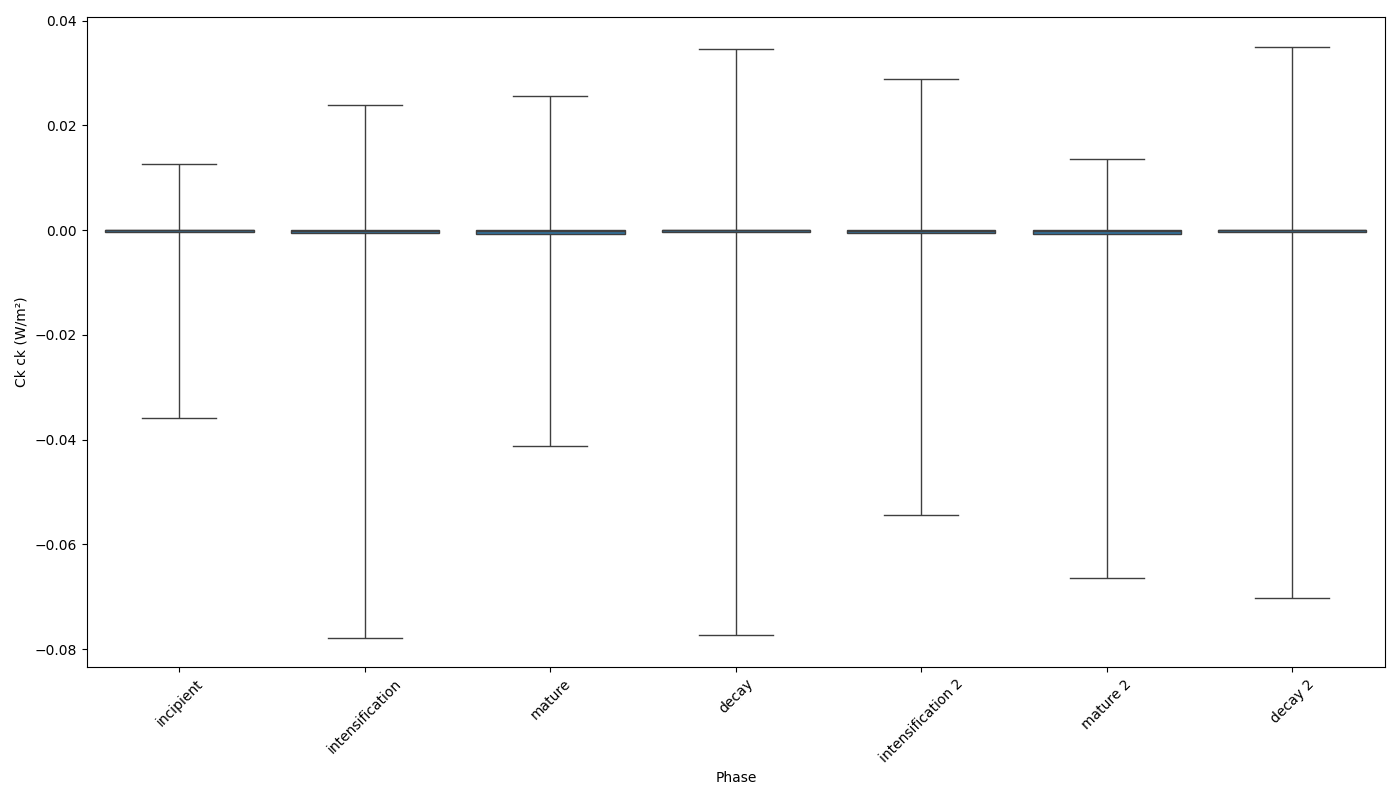 0.04
0.02
0.00
−0.02
−0.04
−0.06
−0.08
Ck ck (W/m²)
incipient
intensification
mature
decay
intensification 2
mature 2
decay 2
Phase